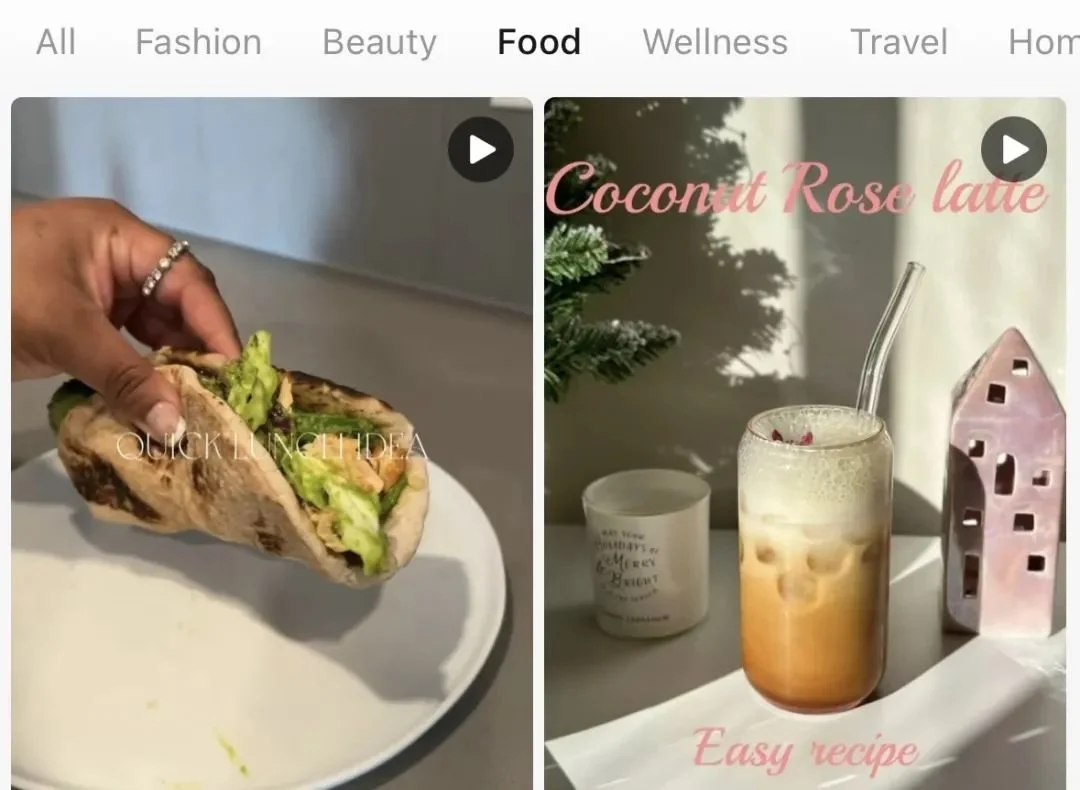 All Fashion Beauty Food Wellness Travel Hom
Coconut Rose latte
QUICK LUNCH IDEA
MAY YOUR
HOLIDAYS be
MERRY
& BRIGHT
Easy recipe